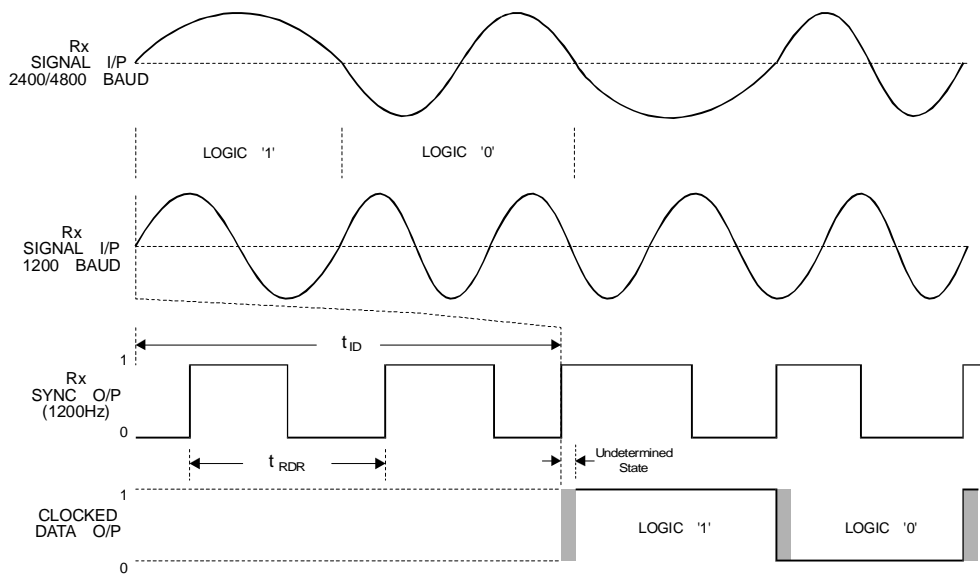 Rx
SIGNAL I/P
2400/4800 BAUD
LOGIC '1'
LOGIC '0'
Rx
SIGNAL I/P
1200 BAUD
t ID
1
Rx
SYNC O/P
(1200Hz)
0
t RDR
Undetermined
State
1
CLOCKED
DATA O/P
LOGIC '1'
LOGIC '0'
0